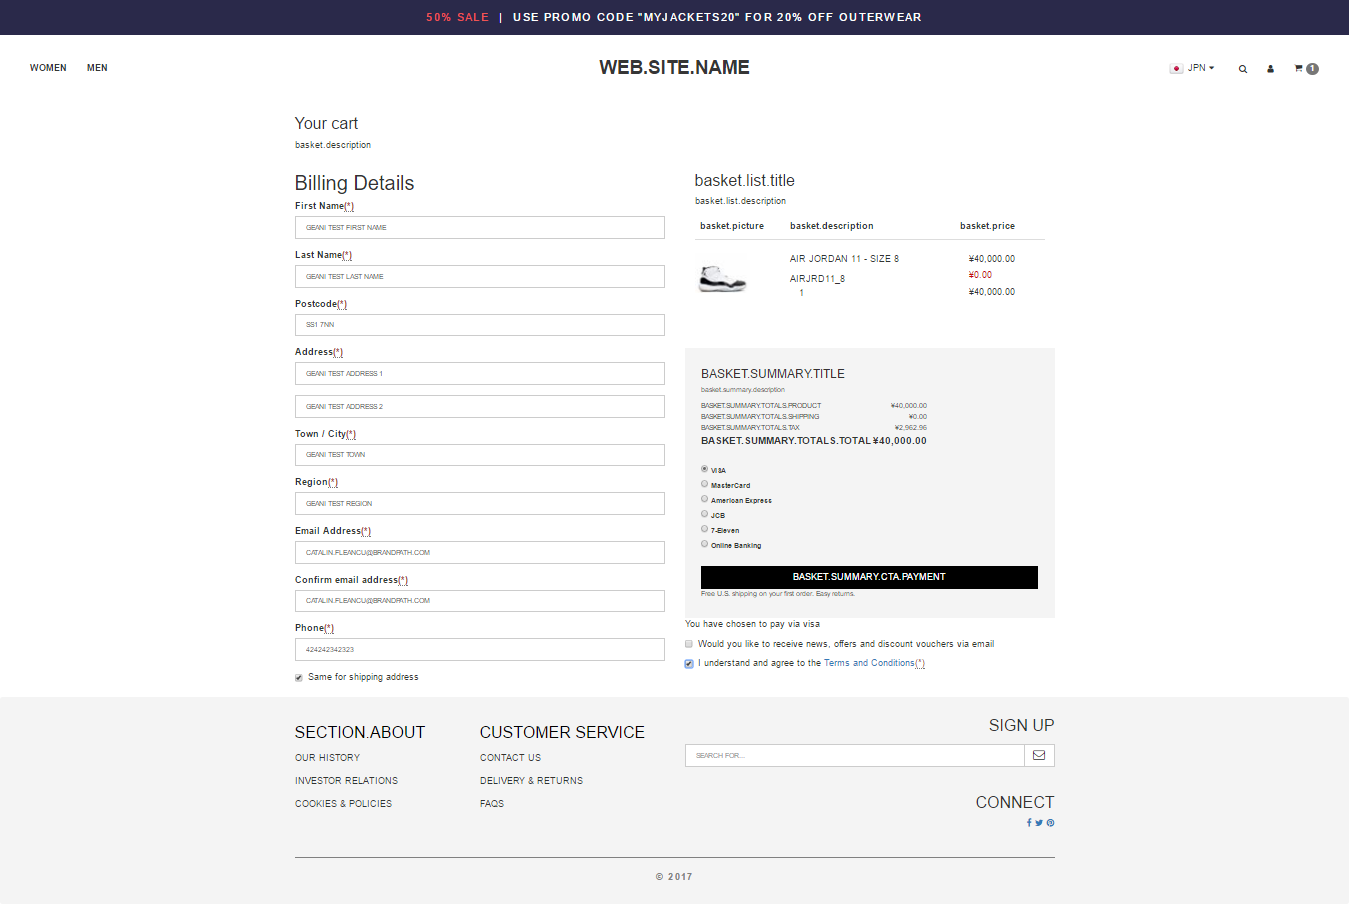 50% SALE | USE PROMO CODE "MYJACKETS20" FOR 20% OFF OUTERWEAR
WOMEN MEN
WEB.SITE.NAME
JPN
1
Your cart
basket.description
Billing Details
First Name(*)
GEANI TEST FIRST NAME
Last Name(*)
GEANI TEST LAST NAME
Postcode(*)
SS1 7NN
Address(*)
GEANI TEST ADDRESS 1
GEANI TEST ADDRESS 2
Town / City(*)
GEANI TEST TOWN
Region(*)
GEANI TEST REGION
Email Address(*)
CATALIN.FLEANCU@BRANDPATH.COM
Confirm email address(*)
CATALIN.FLEANCU@BRANDPATH.COM
Phone(*)
424242342323
Same for shipping address
basket.list.title
basket.list.description
basket.picture basket.description basket.price
AIR JORDAN 11 - SIZE 8 ¥40,000.00
AIRJRD11_8 ¥0.00
1 ¥40,000.00
BASKET.SUMMARY.TITLE
basket.summary.description
BASKET.SUMMARY.TOTALS.PRODUCT ¥40,000.00
BASKET.SUMMARY.TOTALS.SHIPPING ¥0.00
BASKET.SUMMARY.TOTALS.TAX ¥2,962.96
BASKET.SUMMARY.TOTALS.TOTAL ¥40,000.00
VISA
MasterCard
American Express
JCB
7-Eleven
Online Banking
BASKET.SUMMARY.CTA.PAYMENT
Free U.S. shipping on your first order. Easy returns.
You have chosen to pay via visa
Would you like to receive news, offers and discount vouchers via email
I understand and agree to the Terms and Conditions(*)
SECTION.ABOUT
OUR HISTORY
INVESTOR RELATIONS
COOKIES & POLICIES
CUSTOMER SERVICE
CONTACT US
DELIVERY & RETURNS
FAQS
SIGN UP
SEARCH FOR...
CONNECT
© 2017